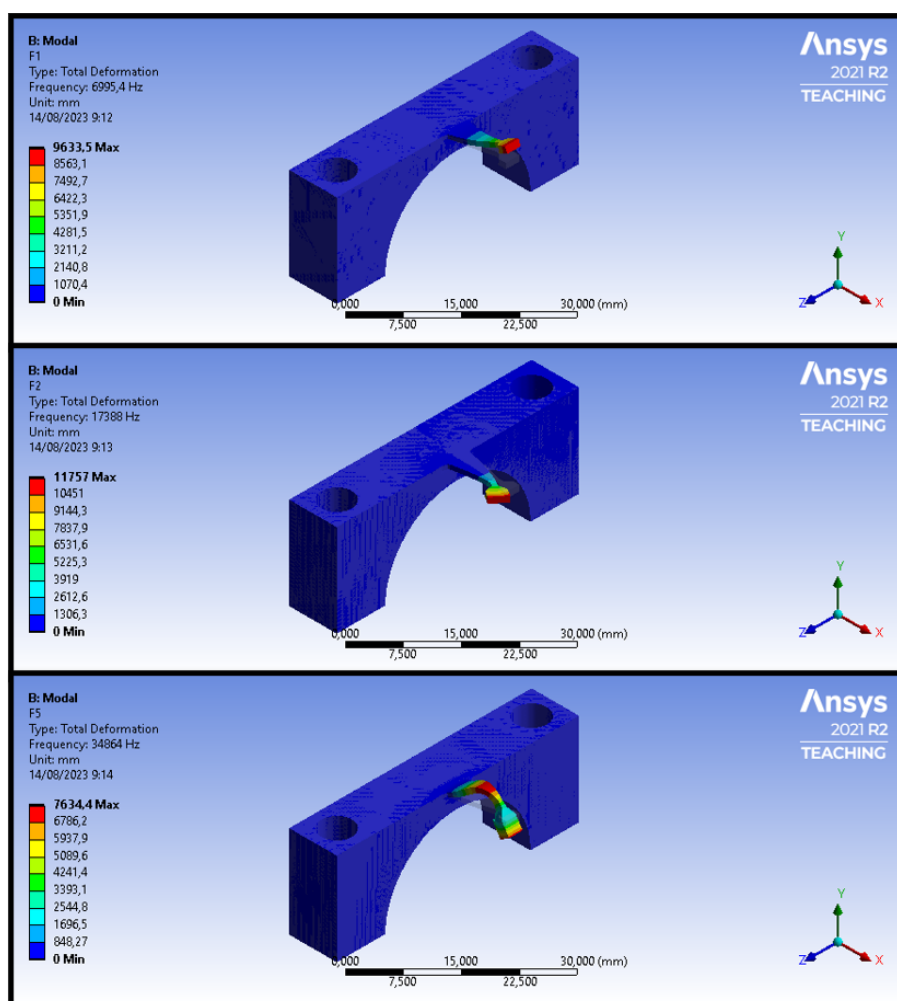 B: Modal
F1
Type: Total Deformation
Frequency: 6995,4 Hz
Unit: mm
14/08/2023 9:12
9633,5 Max
8563,1
7492,7
6422,3
5351,9
4281,5
3211,2
2140,8
1070,4
0 Min
Ansys
2021 R2
TEACHING
0,000
15,000
30,000 (mm)
7,500
22,500
Y
Z
X
B: Modal
F2
Type: Total Deformation
Frequency: 17388 Hz
Unit: mm
14/08/2023 9:13
11757 Max
10451
9144,3
7837,9
6531,6
5225,3
3919
2612,6
1306,3
0 Min
Ansys
2021 R2
TEACHING
0,000
15,000
30,000 (mm)
7,500
22,500
Y
Z
X
B: Modal
F5
Type: Total Deformation
Frequency: 34864 Hz
Unit: mm
14/08/2023 9:14
7634,4 Max
6786,2
5937,9
5089,6
4241,4
3393,1
2544,8
1696,5
848,27
0 Min
Ansys
2021 R2
TEACHING
0,000
15,000
30,000 (mm)
7,500
22,500
Y
Z
X